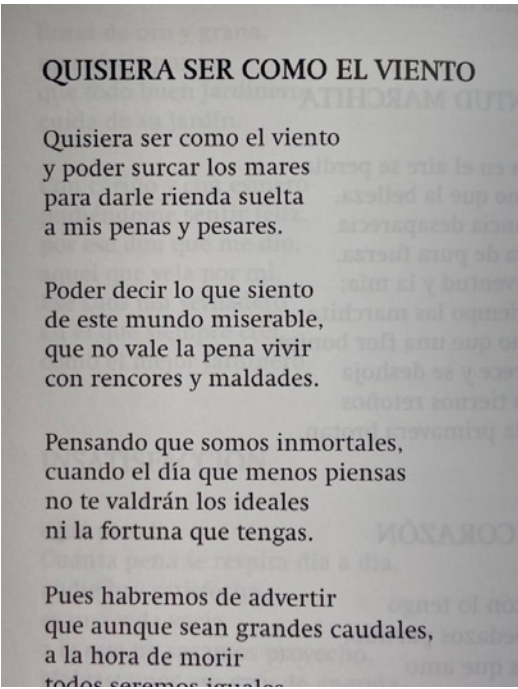 QUISIERA SER COMO EL VIENTO
Quisiera ser como el viento
y poder surcar los mares
para darle rienda suelta
a mis penas y pesares.
Poder decir lo que siento
de este mundo miserable,
que no vale la pena vivir
con rencores y maldades.
Pensando que somos inmortales,
cuando el día que menos piensas
no te valdrán los ideales
ni la fortuna que tengas.
Pues habremos de advertir
que aunque sean grandes caudales,
a la hora de morir
todos seremos iguales